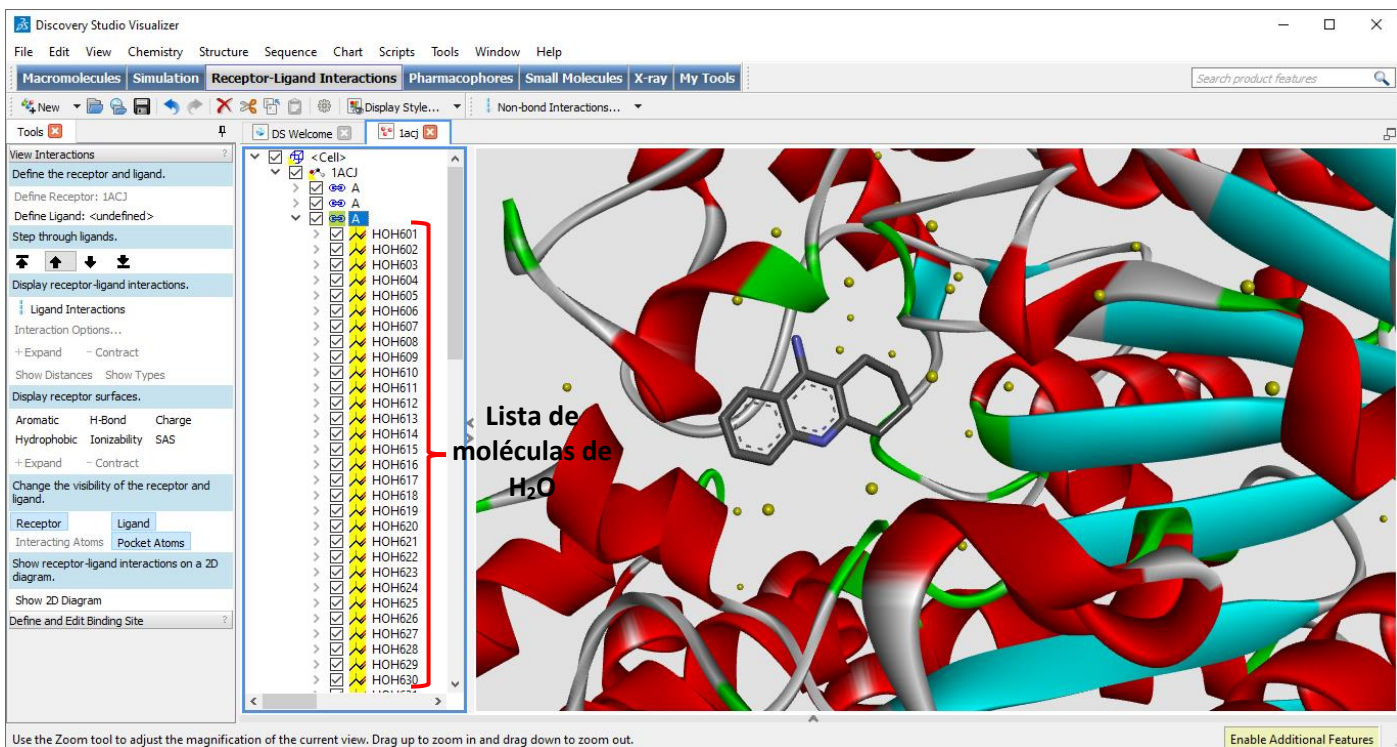 Discovery Studio Visualizer
File Edit View Chemistry Structure Sequence Chart Scripts Tools Window Help
Macromolecules Simulation Receptor-Ligand Interactions Pharmacophores Small Molecules X-ray My Tools
Search product features
New Display Style... Non-bond Interactions...
Tools
DS Welcome 1acj
View Interactions ?
Define the receptor and ligand.
Define Receptor: 1ACJ
Define Ligand: <undefined>
Step through ligands.
Display receptor-ligand interactions.
Ligand Interactions
Interaction Options...
+Expand - Contract
Show Distances Show Types
Display receptor surfaces.
Aromatic H-Bond Charge
Hydrophobic Ionizability SAS
+Expand - Contract
Change the visibility of the receptor and
ligand.
Receptor Ligand
Interacting Atoms Pocket Atoms
Show receptor-ligand interactions on a 2D
diagram.
Show 2D Diagram
Define and Edit Binding Site ?
<Cell>
1ACJ
A
A
A
HOH601
HOH602
HOH603
HOH604
HOH605
HOH606
HOH607
HOH608
HOH609
HOH610
HOH611
HOH612
HOH613
HOH614
HOH615
HOH616
HOH617
HOH618
HOH619
HOH620
HOH621
HOH622
HOH623
HOH624
HOH625
HOH626
HOH627
HOH628
HOH629
HOH630
Lista de
moléculas de
H₂O
Use the Zoom tool to adjust the magnification of the current view. Drag up to zoom in and drag down to zoom out.
Enable Additional Features